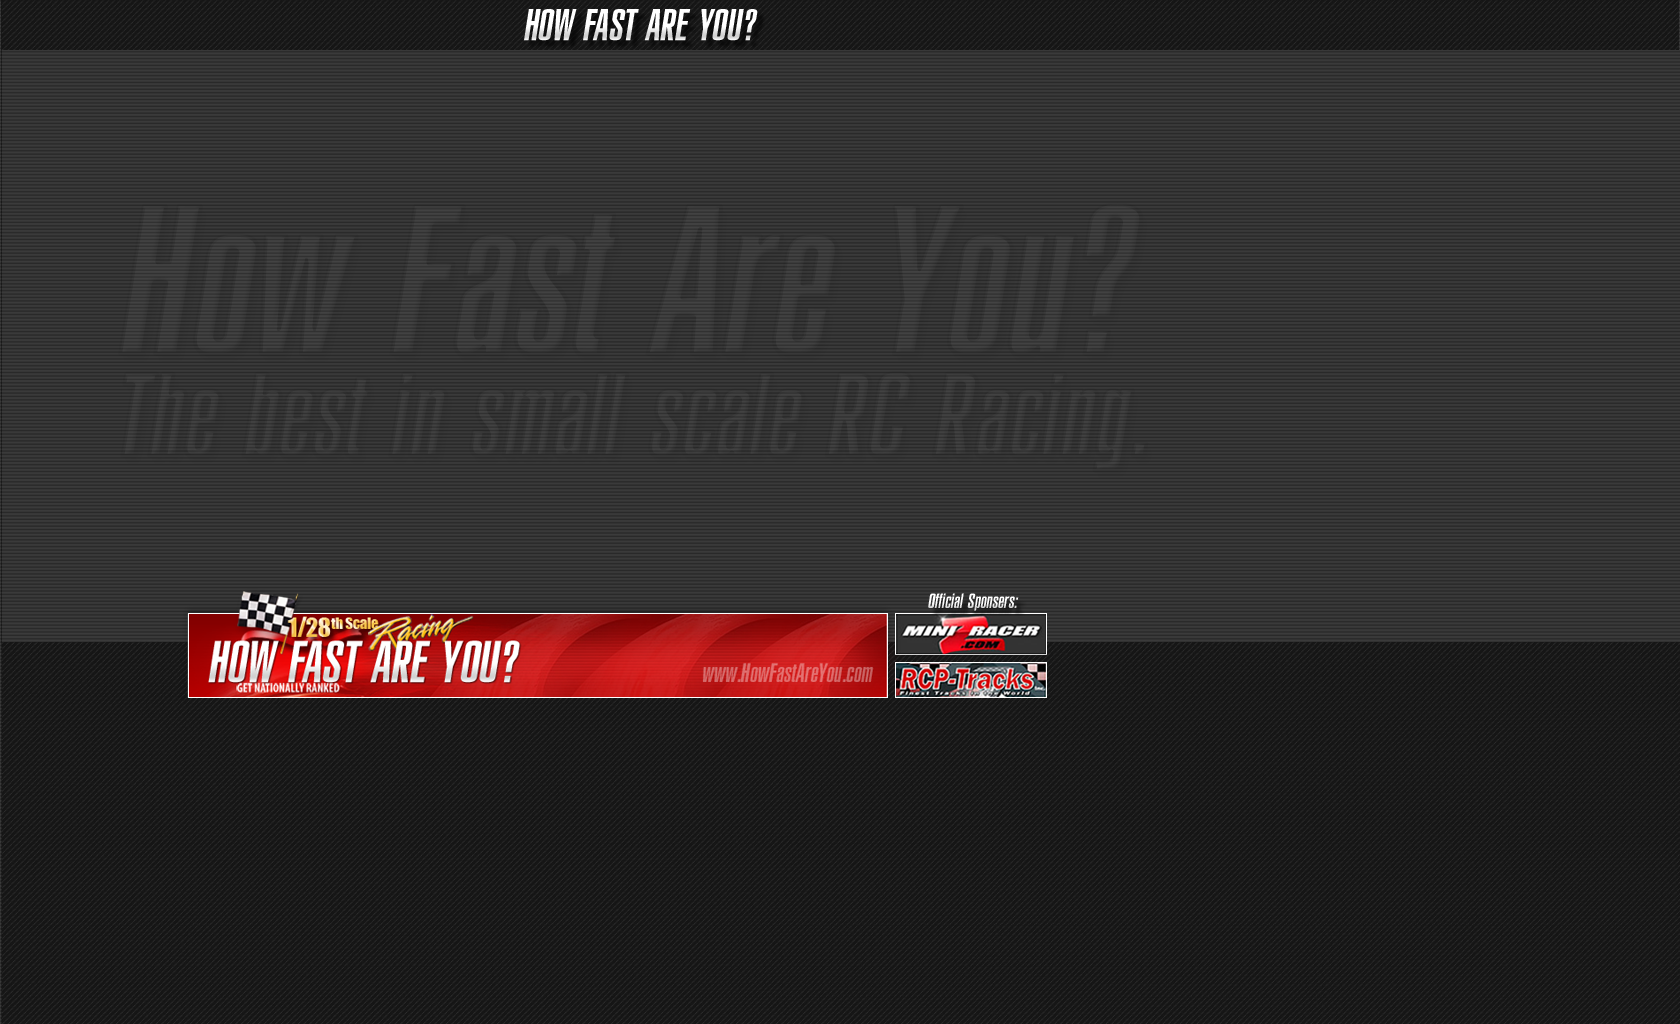 HOW FAST ARE YOU?
How Fast Are You?
The best in small scale RC Racing.
Official Sponsers:
1/28th Scale Racing
HOW FAST ARE YOU?
GET NATIONALLY RANKED
www.HowFastAreYou.com
MINI Z RACER
.COM
RCP-Tracks
Finest Tracks in the World